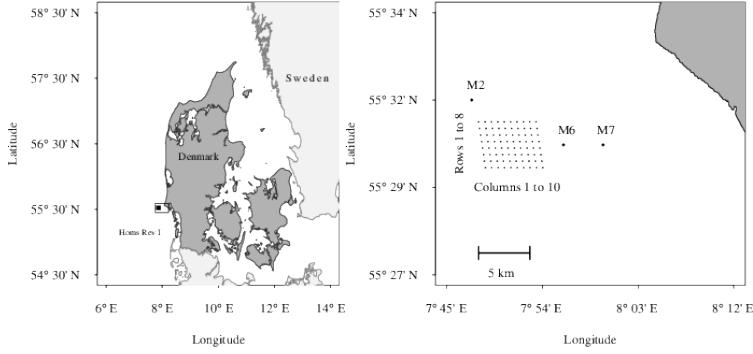 58° 30' N
57° 30' N
56° 30' N
55° 30' N
54° 30' N
Latitude
Sweden
Denmark
Horns Rev 1
6° E
8° E
10° E
12° E
14° E
Longitude
55° 34' N
55° 32' N
55° 29' N
55° 27' N
Latitude
M2
M6
M7
Rows 1 to 8
Columns 1 to 10
5 km
7° 45' E
7° 54' E
8° 03' E
8° 12' E
Longitude